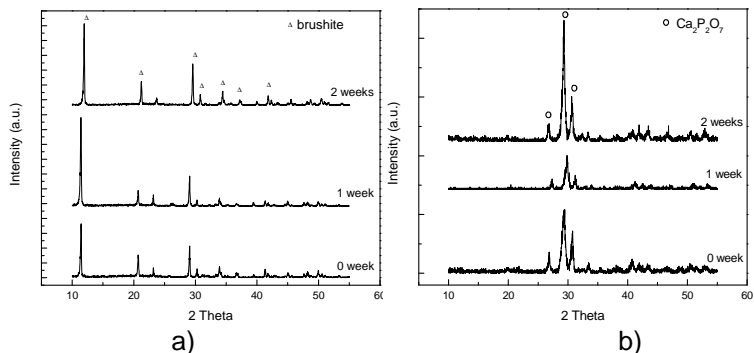 Δ brushite
2 weeks
1 week
0 week
Intensity (a.u.)
10 20 30 40 50 60
2 Theta
a)
o Ca₂P₂O₇
2 weeks
1 week
0 week
Intensity (a.u.)
10 20 30 40 50 60
2 Theta
b)